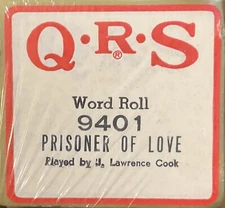 Q·R·S
®
Word Roll
9401
PRISONER OF LOVE
Played by J. Lawrence Cook